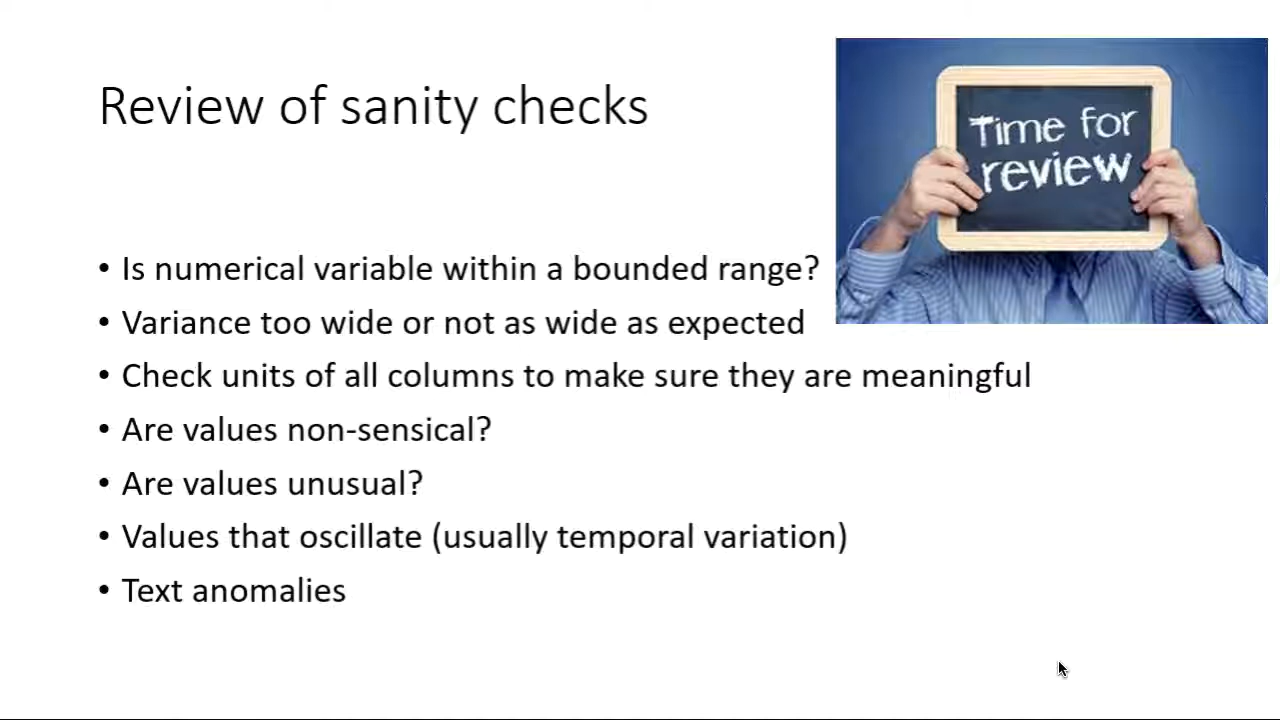 Review of sanity checks
Time for
review
• Is numerical variable within a bounded range?
• Variance too wide or not as wide as expected
• Check units of all columns to make sure they are meaningful
• Are values non-sensical?
• Are values unusual?
• Values that oscillate (usually temporal variation)
• Text anomalies